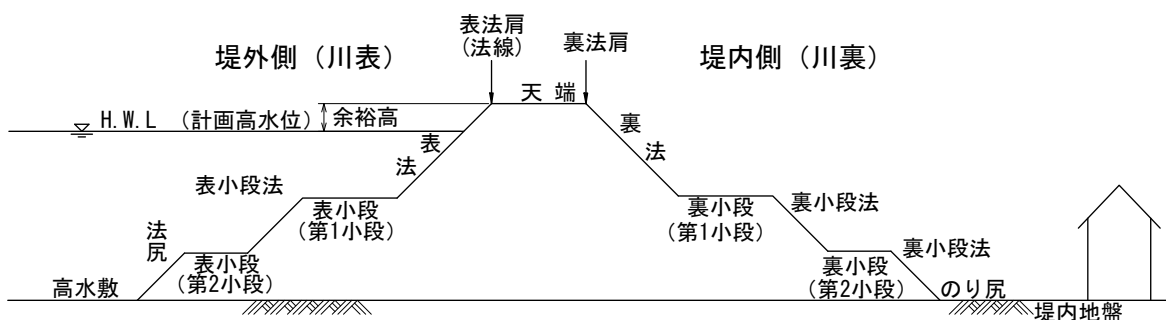 表法肩
(法線)
裏法肩
堤外側（川表）
堤内側（川裏）
天 端
H.W.L （計画高水位）
余裕高
表法
裏法
表小段法
表小段
(第1小段)
裏小段
(第1小段)
裏小段法
法尻
表小段
(第2小段)
裏小段
(第2小段)
裏小段法
高水敷
のり尻
堤内地盤